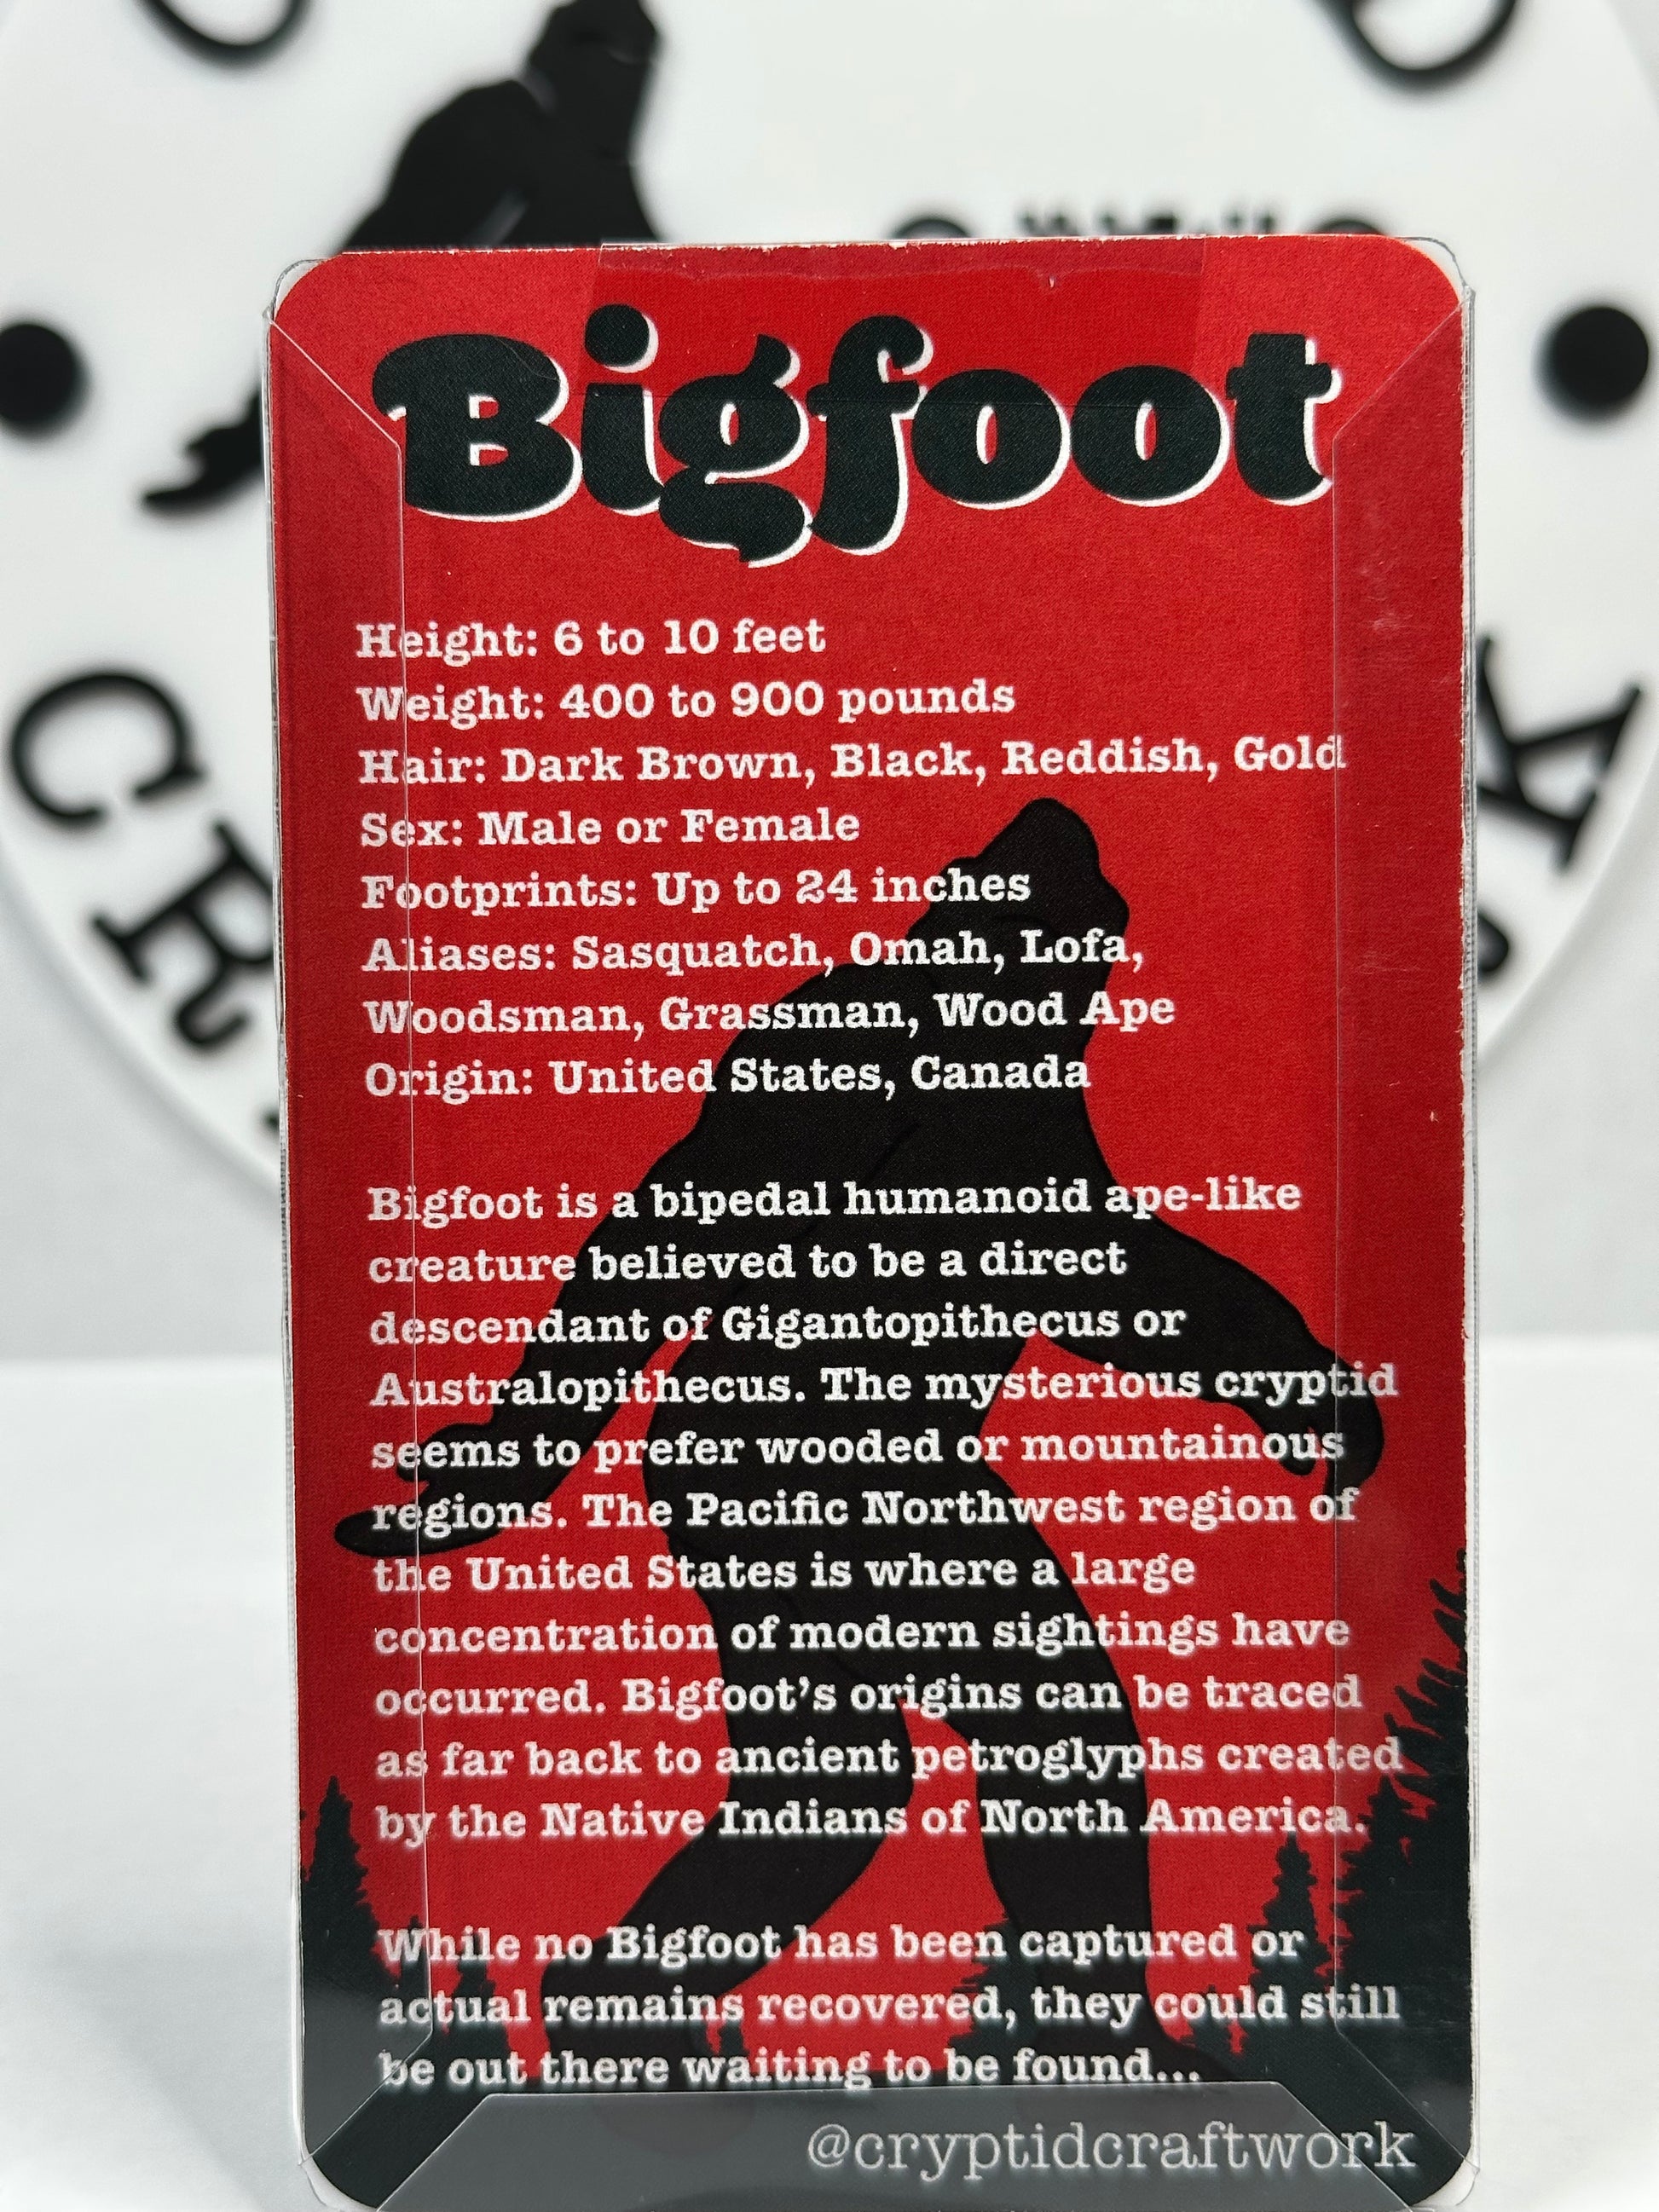 Bigfoot
Height: 6 to 10 feet
Weight: 400 to 900 pounds
Hair: Dark Brown, Black, Reddish, Gold
Sex: Male or Female
Footprints: Up to 24 inches
Aliases: Sasquatch, Omah, Lofa,
Woodsman, Grassman, Wood Ape
Origin: United States, Canada
Bigfoot is a bipedal humanoid ape-like
creature believed to be a direct
descendant of Gigantopithecus or
Australopithecus. The mysterious cryptid
seems to prefer wooded or mountainous
regions. The Pacific Northwest region of
the United States is where a large
concentration of modern sightings have
occurred. Bigfoot's origins can be traced
as far back to ancient petroglyphs created
by the Native Indians of North America.
While no Bigfoot has been captured or
actual remains recovered, they could still
be out there waiting to be found...
@cryptidcraftwork